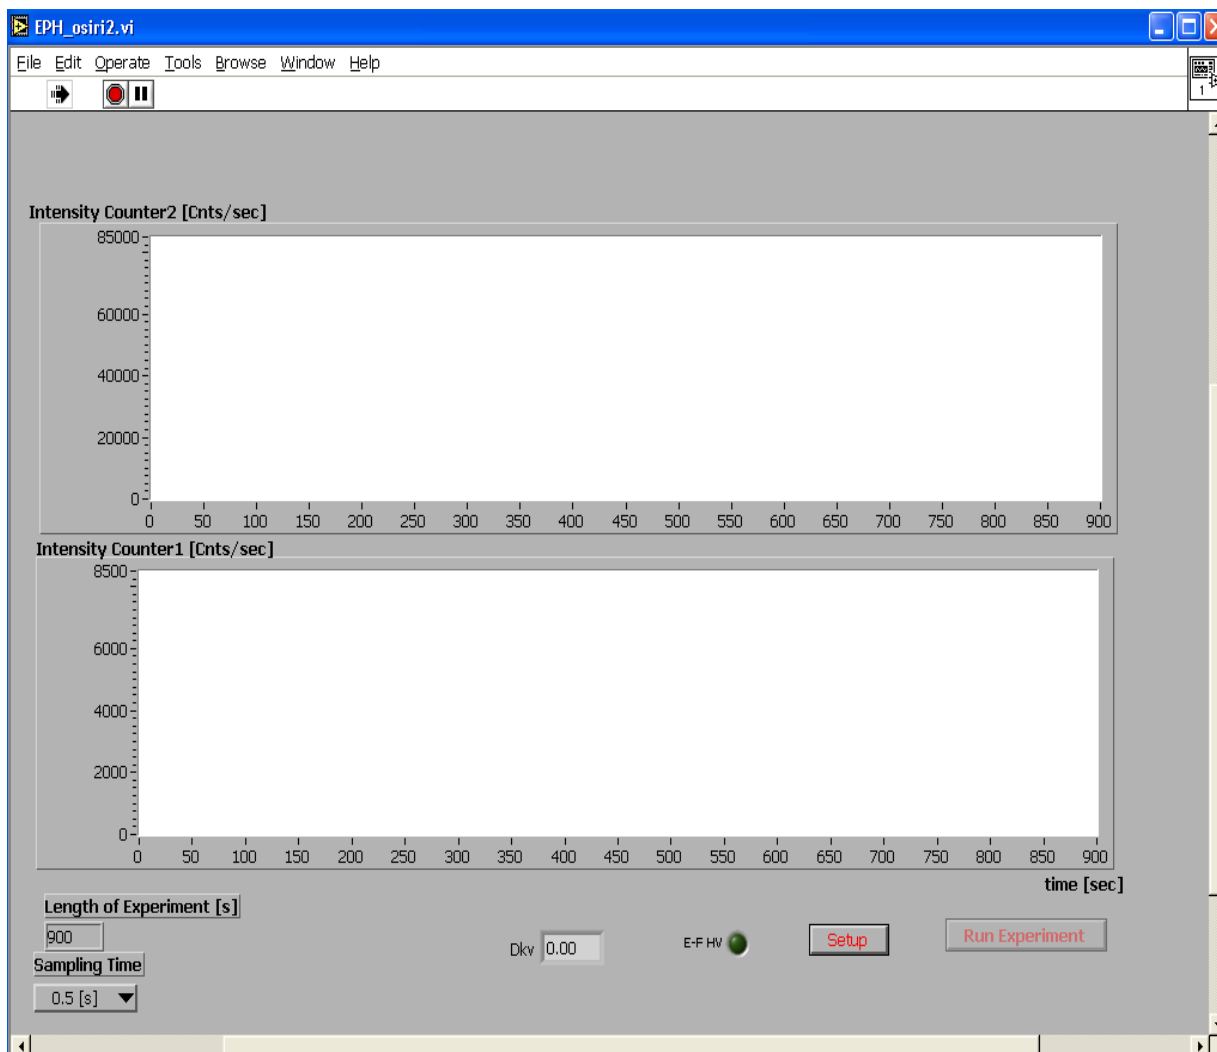 EPH_osiri2.vi
File Edit Operate Tools Browse Window Help
1
Intensity Counter2 [Cnts/sec]
85000
60000
40000
20000
0
0 50 100 150 200 250 300 350 400 450 500 550 600 650 700 750 800 850 900
Intensity Counter1 [Cnts/sec]
8500
6000
4000
2000
0
0 50 100 150 200 250 300 350 400 450 500 550 600 650 700 750 800 850 900
time [sec]
Length of Experiment [s]
900
Dkv 0.00 E-F HV Setup Run Experiment
Sampling Time
0.5 [s]